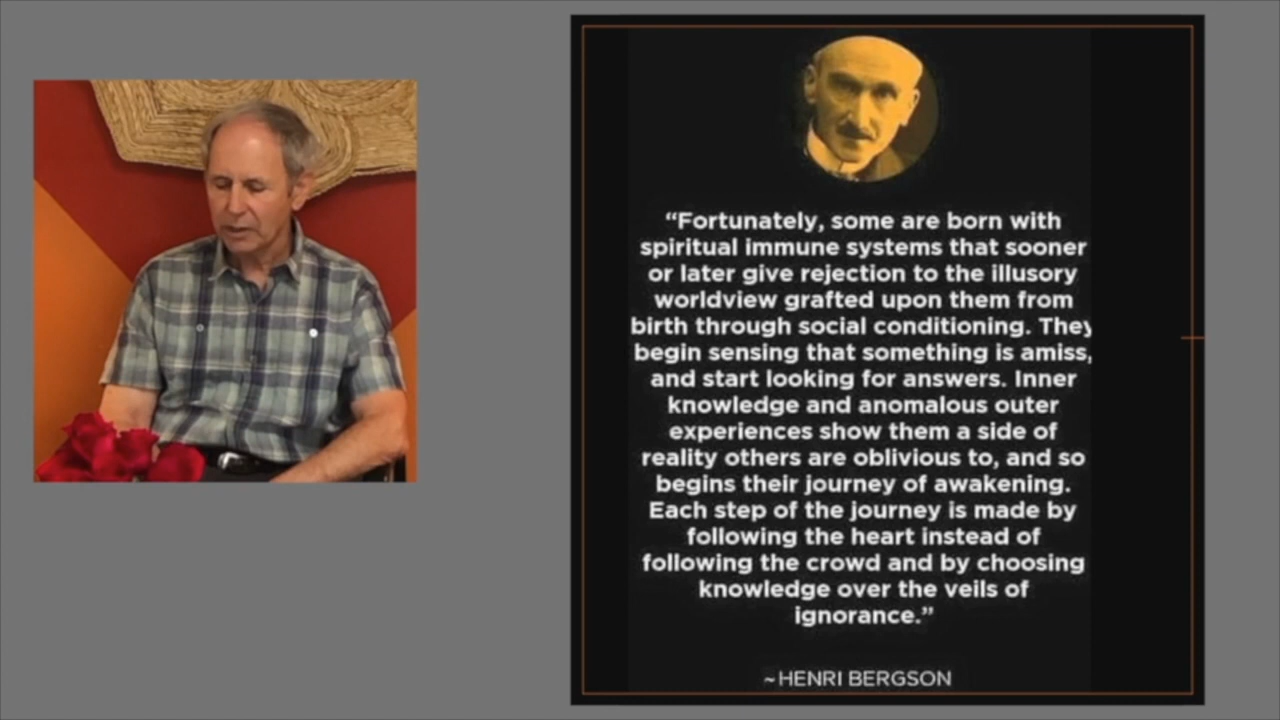 “Fortunately, some are born with
spiritual immune systems that sooner
or later give rejection to the illusory
worldview grafted upon them from
birth through social conditioning. They
begin sensing that something is amiss,
and start looking for answers. Inner
knowledge and anomalous outer
experiences show them a side of
reality others are oblivious to, and so
begins their journey of awakening.
Each step of the journey is made by
following the heart instead of
following the crowd and by choosing
knowledge over the veils of
ignorance.”
~HENRI BERGSON